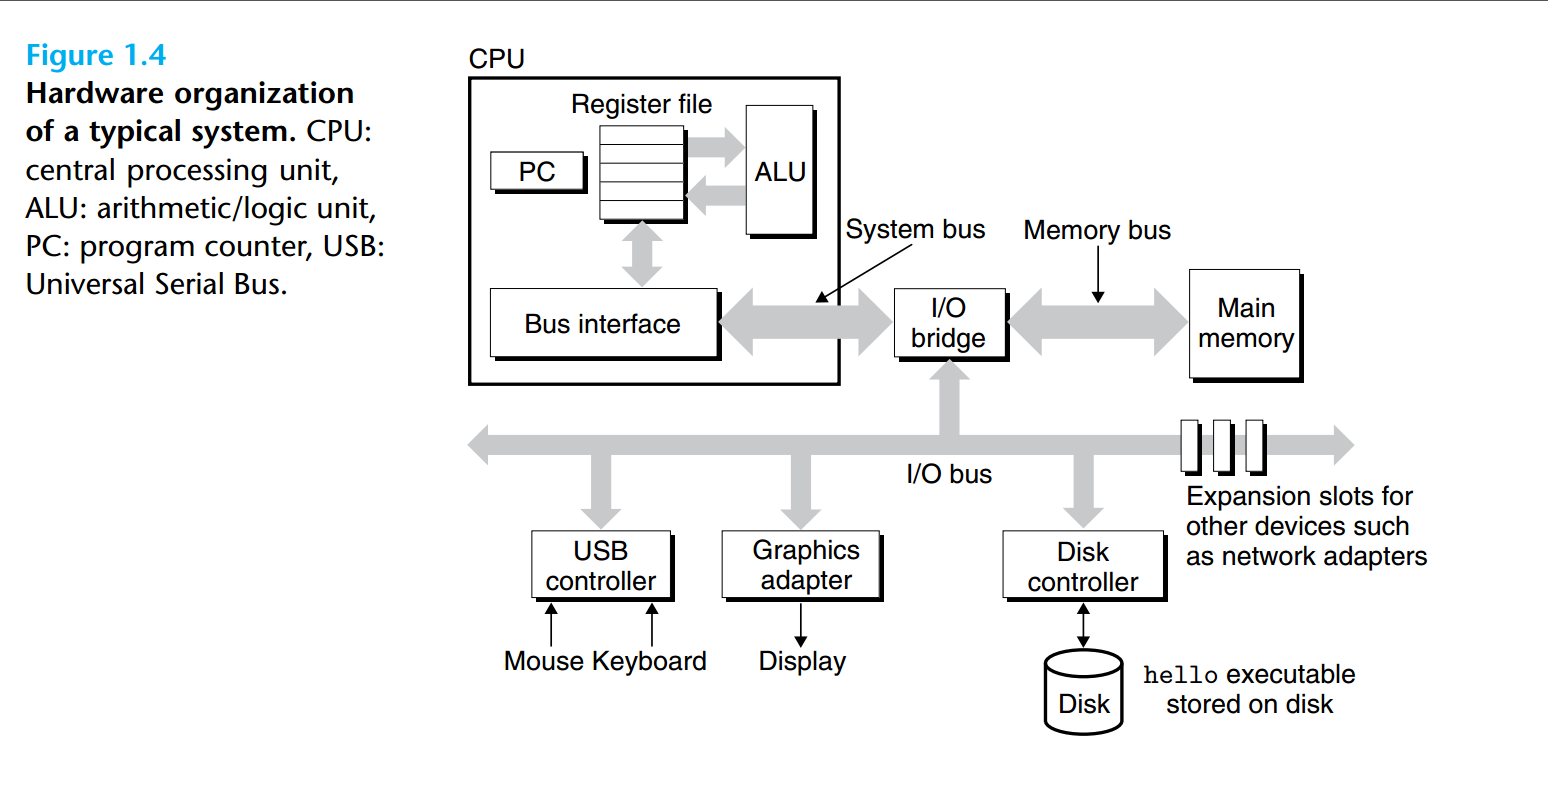 Figure 1.4
Hardware organization
of a typical system. CPU:
central processing unit,
ALU: arithmetic/logic unit,
PC: program counter, USB:
Universal Serial Bus.
CPU
Register file
PC
ALU
System bus
Memory bus
Bus interface
I/O
bridge
Main
memory
I/O bus
Expansion slots for
other devices such
as network adapters
USB
controller
Graphics
adapter
Disk
controller
Mouse Keyboard
Display
Disk
hello executable
stored on disk